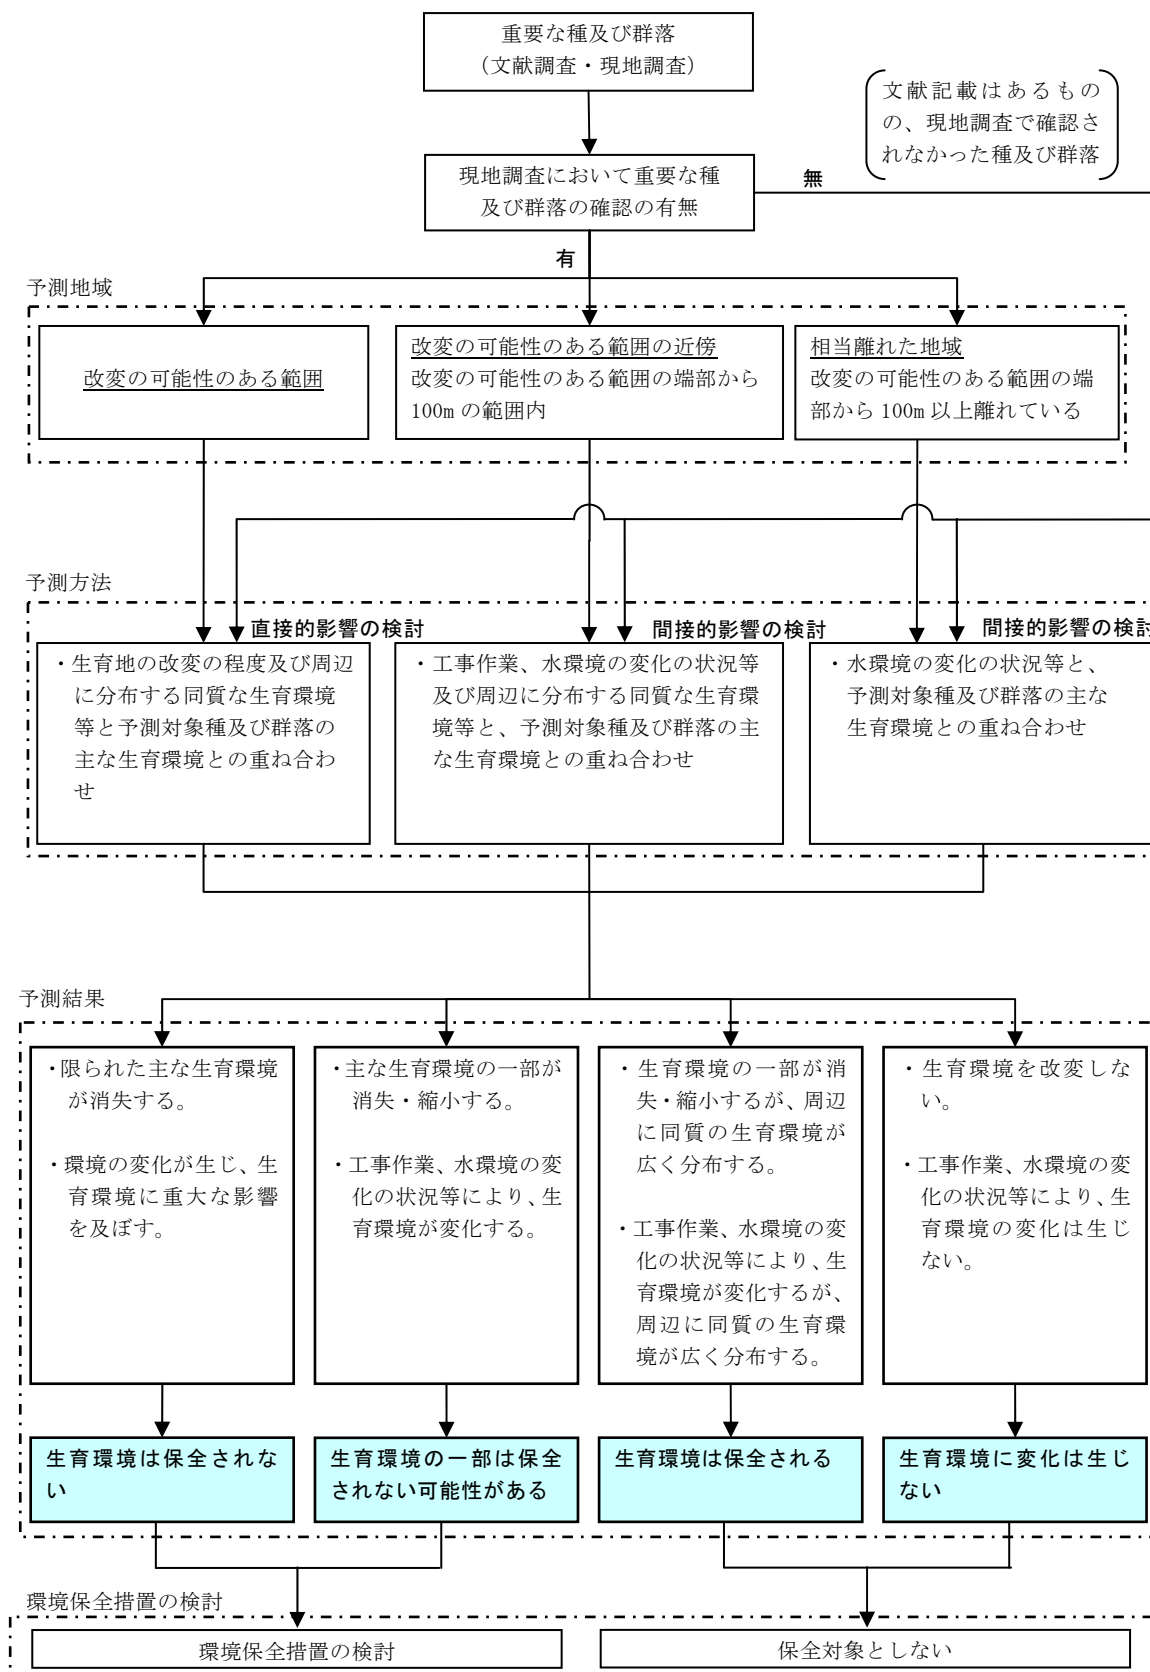 重要な種及び群落
（文献調査・現地調査）
文献記載はあるもの
の、現地調査で確認さ
れなかった種及び群落
現地調査において重要な種
及び群落の確認の有無
無
有
予測地域
改変の可能性のある範囲
改変の可能性のある範囲の近傍
改変の可能性のある範囲の端部から
100m の範囲内
相当離れた地域
改変の可能性のある範囲の端
部から 100m 以上離れている
予測方法
直接的影響の検討
・生育地の改変の程度及び周辺
に分布する同質な生育環境
等と予測対象種及び群落の
主な生育環境との重ね合わ
せ
間接的影響の検討
・工事作業、水環境の変化の状況等
及び周辺に分布する同質な生育環
境等と、予測対象種及び群落の主
な生育環境との重ね合わせ
間接的影響の検討
・水環境の変化の状況等と、
予測対象種及び群落の主な
生育環境との重ね合わせ
予測結果
・限られた主な生育環境
が消失する。
・環境の変化が生じ、生
育環境に重大な影響
を及ぼす。
・主な生育環境の一部が
消失・縮小する。
・工事作業、水環境の変
化の状況等により、生
育環境が変化する。
・生育環境の一部が消
失・縮小するが、周辺
に同質の生育環境が
広く分布する。
・工事作業、水環境の変
化の状況等により、生
育環境が変化するが、
周辺に同質の生育環
境が広く分布する。
・生育環境を改変しな
い。
・工事作業、水環境の変
化の状況等により、生
育環境の変化は生じ
ない。
生育環境は保全されな
い
生育環境の一部は保全
されない可能性がある
生育環境は保全される
生育環境に変化は生じ
ない
環境保全措置の検討
環境保全措置の検討
保全対象としない